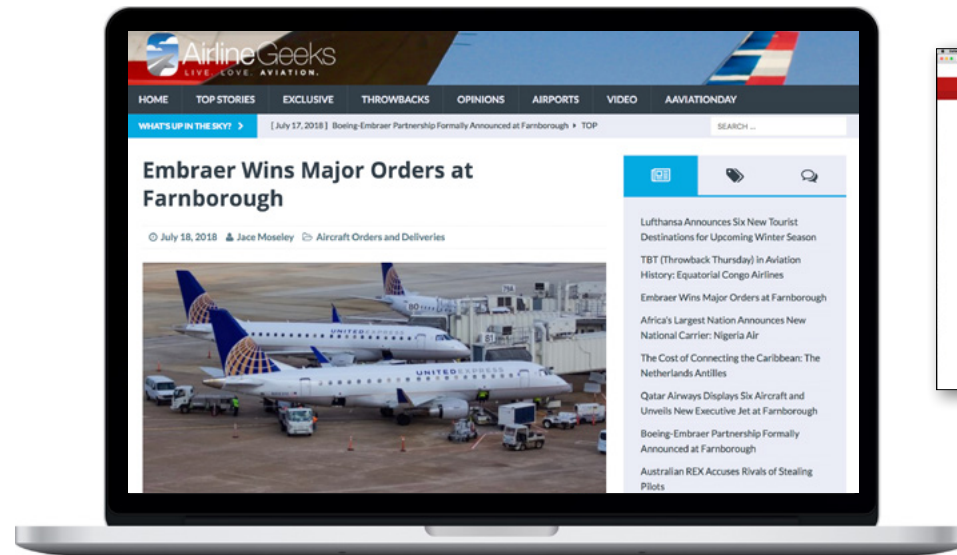 AirlineGeeks
LIVE. LOVE. AVIATION.
HOME TOP STORIES EXCLUSIVE THROWBACKS OPINIONS AIRPORTS VIDEO AAVIATIONDAY
WHAT'S UP IN THE SKY? [ July 17, 2018 ] Boeing-Embraer Partnership Formally Announced at Farnborough TOP SEARCH ...
Embraer Wins Major Orders at
Farnborough
July 18, 2018 Jace Moseley Aircraft Orders and Deliveries
UNITED EXPRESS
UNITED EXPRESS
81
Lufthansa Announces Six New Tourist
Destinations for Upcoming Winter Season
TBT (Throwback Thursday) in Aviation
History: Equatorial Congo Airlines
Embraer Wins Major Orders at Farnborough
Africa's Largest Nation Announces New
National Carrier: Nigeria Air
The Cost of Connecting the Caribbean: The
Netherlands Antilles
Qatar Airways Displays Six Aircraft and
Unveils New Executive Jet at Farnborough
Boeing-Embraer Partnership Formally
Announced at Farnborough
Australian REX Accuses Rivals of Stealing
Pilots